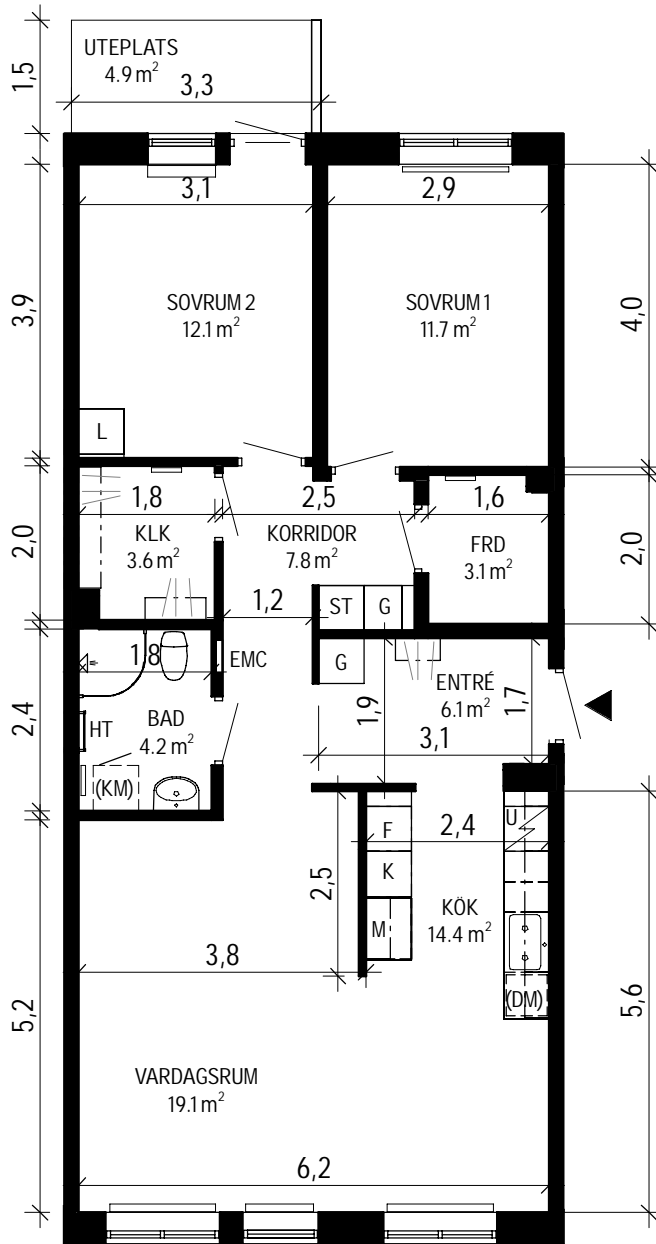 UTEPLATS
4.9 m²
1,5
3,3
3,1
2,9
3,9
4,0
SOVRUM 2
12.1 m²
SOVRUM 1
11.7 m²
L
1,8
2,5
1,6
2,0
KLK
3.6 m²
KORRIDOR
7.8 m²
FRD
3.1 m²
2,0
1,2
ST
G
1,8
EMC
G
ENTRÉ
6.1 m²
1,9
1,7
2,4
HT
BAD
4.2 m²
3,1
(KM)
F
2,4
U
K
2,5
KÖK
14.4 m²
M
3,8
(DM)
5,2
5,6
VARDAGSRUM
19.1 m²
6,2